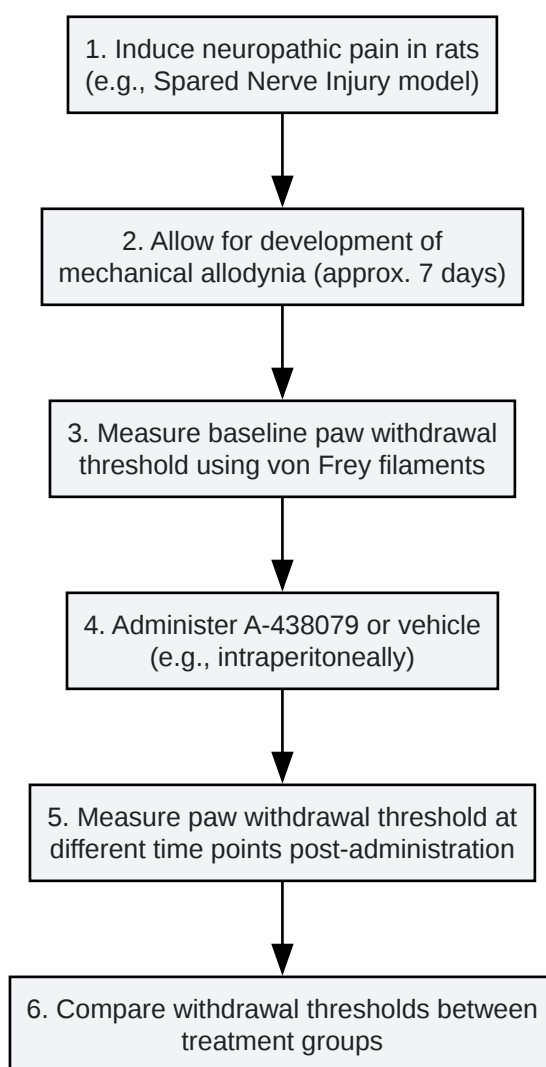 1. Induce neuropathic pain in rats
(e.g., Spared Nerve Injury model)
2. Allow for development of
mechanical allodynia (approx. 7 days)
3. Measure baseline paw withdrawal
threshold using von Frey filaments
4. Administer A-438079 or vehicle
(e.g., intraperitoneally)
5. Measure paw withdrawal threshold at
different time points post-administration
6. Compare withdrawal thresholds between
treatment groups